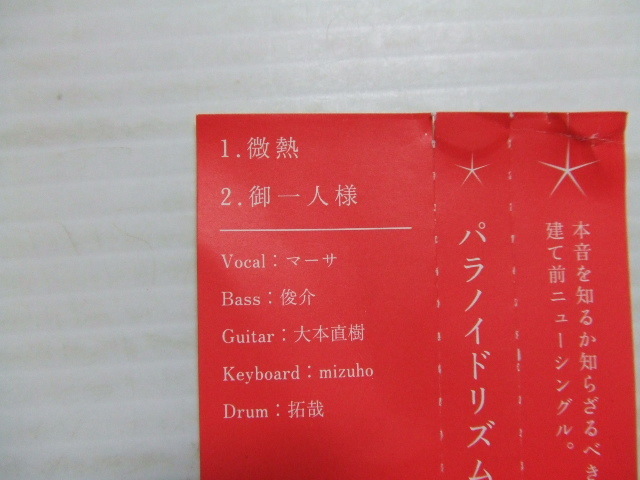 1.微熱
2.御一人様
Vocal：マーサ
Bass：俊介
Guitar：大本直樹
Keyboard：mizuho
Drum：拓哉
パラノイドリズム
本音を知るか知らざるべき
建て前ニューシングル。